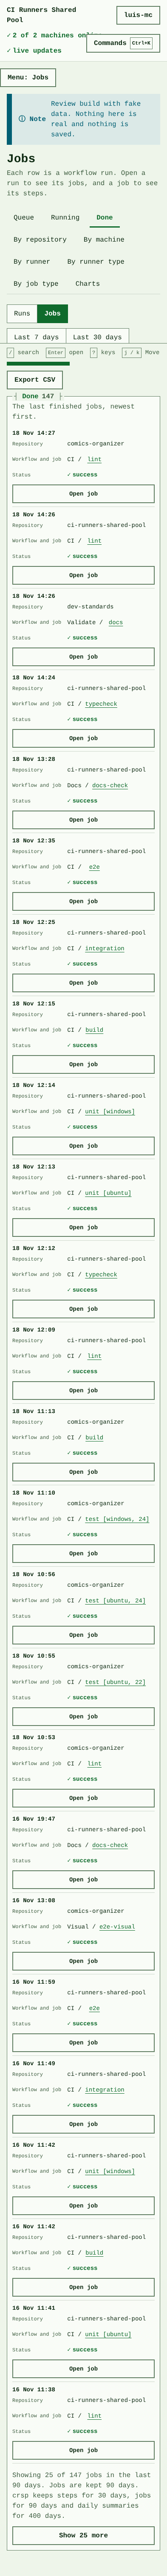 CI Runners Shared
Pool
luis-mc
✓ 2 of 2 machines
✓ live updates
Commands Ctrl+K
Menu: Jobs
ⓘ Note
Review build with fake
data. Nothing here is
real and nothing is
saved.
Jobs
Each row is a workflow run. Open a
run to see its jobs, and a job to see
its steps.
Queue Running Done
By repository By machine
By runner By runner type
By job type Charts
Runs Jobs
Last 7 days Last 30 days
/ search Enter open ? keys j / k Move
Export CSV
Done 147
The last finished jobs, newest
first.
18 Nov 14:27
Repository comics-organizer
Workflow and job CI / lint
Status ✓ success
Open job
18 Nov 14:26
Repository ci-runners-shared-pool
Workflow and job CI / lint
Status ✓ success
Open job
18 Nov 14:26
Repository dev-standards
Workflow and job Validate / docs
Status ✓ success
Open job
18 Nov 14:24
Repository ci-runners-shared-pool
Workflow and job CI / typecheck
Status ✓ success
Open job
18 Nov 13:28
Repository ci-runners-shared-pool
Workflow and job Docs / docs-check
Status ✓ success
Open job
18 Nov 12:35
Repository ci-runners-shared-pool
Workflow and job CI / e2e
Status ✓ success
Open job
18 Nov 12:25
Repository ci-runners-shared-pool
Workflow and job CI / integration
Status ✓ success
Open job
18 Nov 12:15
Repository ci-runners-shared-pool
Workflow and job CI / build
Status ✓ success
Open job
18 Nov 12:14
Repository ci-runners-shared-pool
Workflow and job CI / unit [windows]
Status ✓ success
Open job
18 Nov 12:13
Repository ci-runners-shared-pool
Workflow and job CI / unit [ubuntu]
Status ✓ success
Open job
18 Nov 12:12
Repository ci-runners-shared-pool
Workflow and job CI / typecheck
Status ✓ success
Open job
18 Nov 12:09
Repository ci-runners-shared-pool
Workflow and job CI / lint
Status ✓ success
Open job
18 Nov 11:13
Repository comics-organizer
Workflow and job CI / build
Status ✓ success
Open job
18 Nov 11:10
Repository comics-organizer
Workflow and job CI / test [windows, 24]
Status ✓ success
Open job
18 Nov 10:56
Repository comics-organizer
Workflow and job CI / test [ubuntu, 24]
Status ✓ success
Open job
18 Nov 10:55
Repository comics-organizer
Workflow and job CI / test [ubuntu, 22]
Status ✓ success
Open job
18 Nov 10:53
Repository comics-organizer
Workflow and job CI / lint
Status ✓ success
Open job
16 Nov 19:47
Repository ci-runners-shared-pool
Workflow and job Docs / docs-check
Status ✓ success
Open job
16 Nov 13:08
Repository comics-organizer
Workflow and job Visual / e2e-visual
Status ✓ success
Open job
16 Nov 11:59
Repository ci-runners-shared-pool
Workflow and job CI / e2e
Status ✓ success
Open job
16 Nov 11:49
Repository ci-runners-shared-pool
Workflow and job CI / integration
Status ✓ success
Open job
16 Nov 11:42
Repository ci-runners-shared-pool
Workflow and job CI / unit [windows]
Status ✓ success
Open job
16 Nov 11:42
Repository ci-runners-shared-pool
Workflow and job CI / build
Status ✓ success
Open job
16 Nov 11:41
Repository ci-runners-shared-pool
Workflow and job CI / unit [ubuntu]
Status ✓ success
Open job
16 Nov 11:38
Repository ci-runners-shared-pool
Workflow and job CI / lint
Status ✓ success
Open job
Showing 25 of 147 jobs in the last
90 days. Jobs are kept 90 days.
crsp keeps steps for 30 days, jobs
for 90 days and daily summaries
for 400 days.
Show 25 more